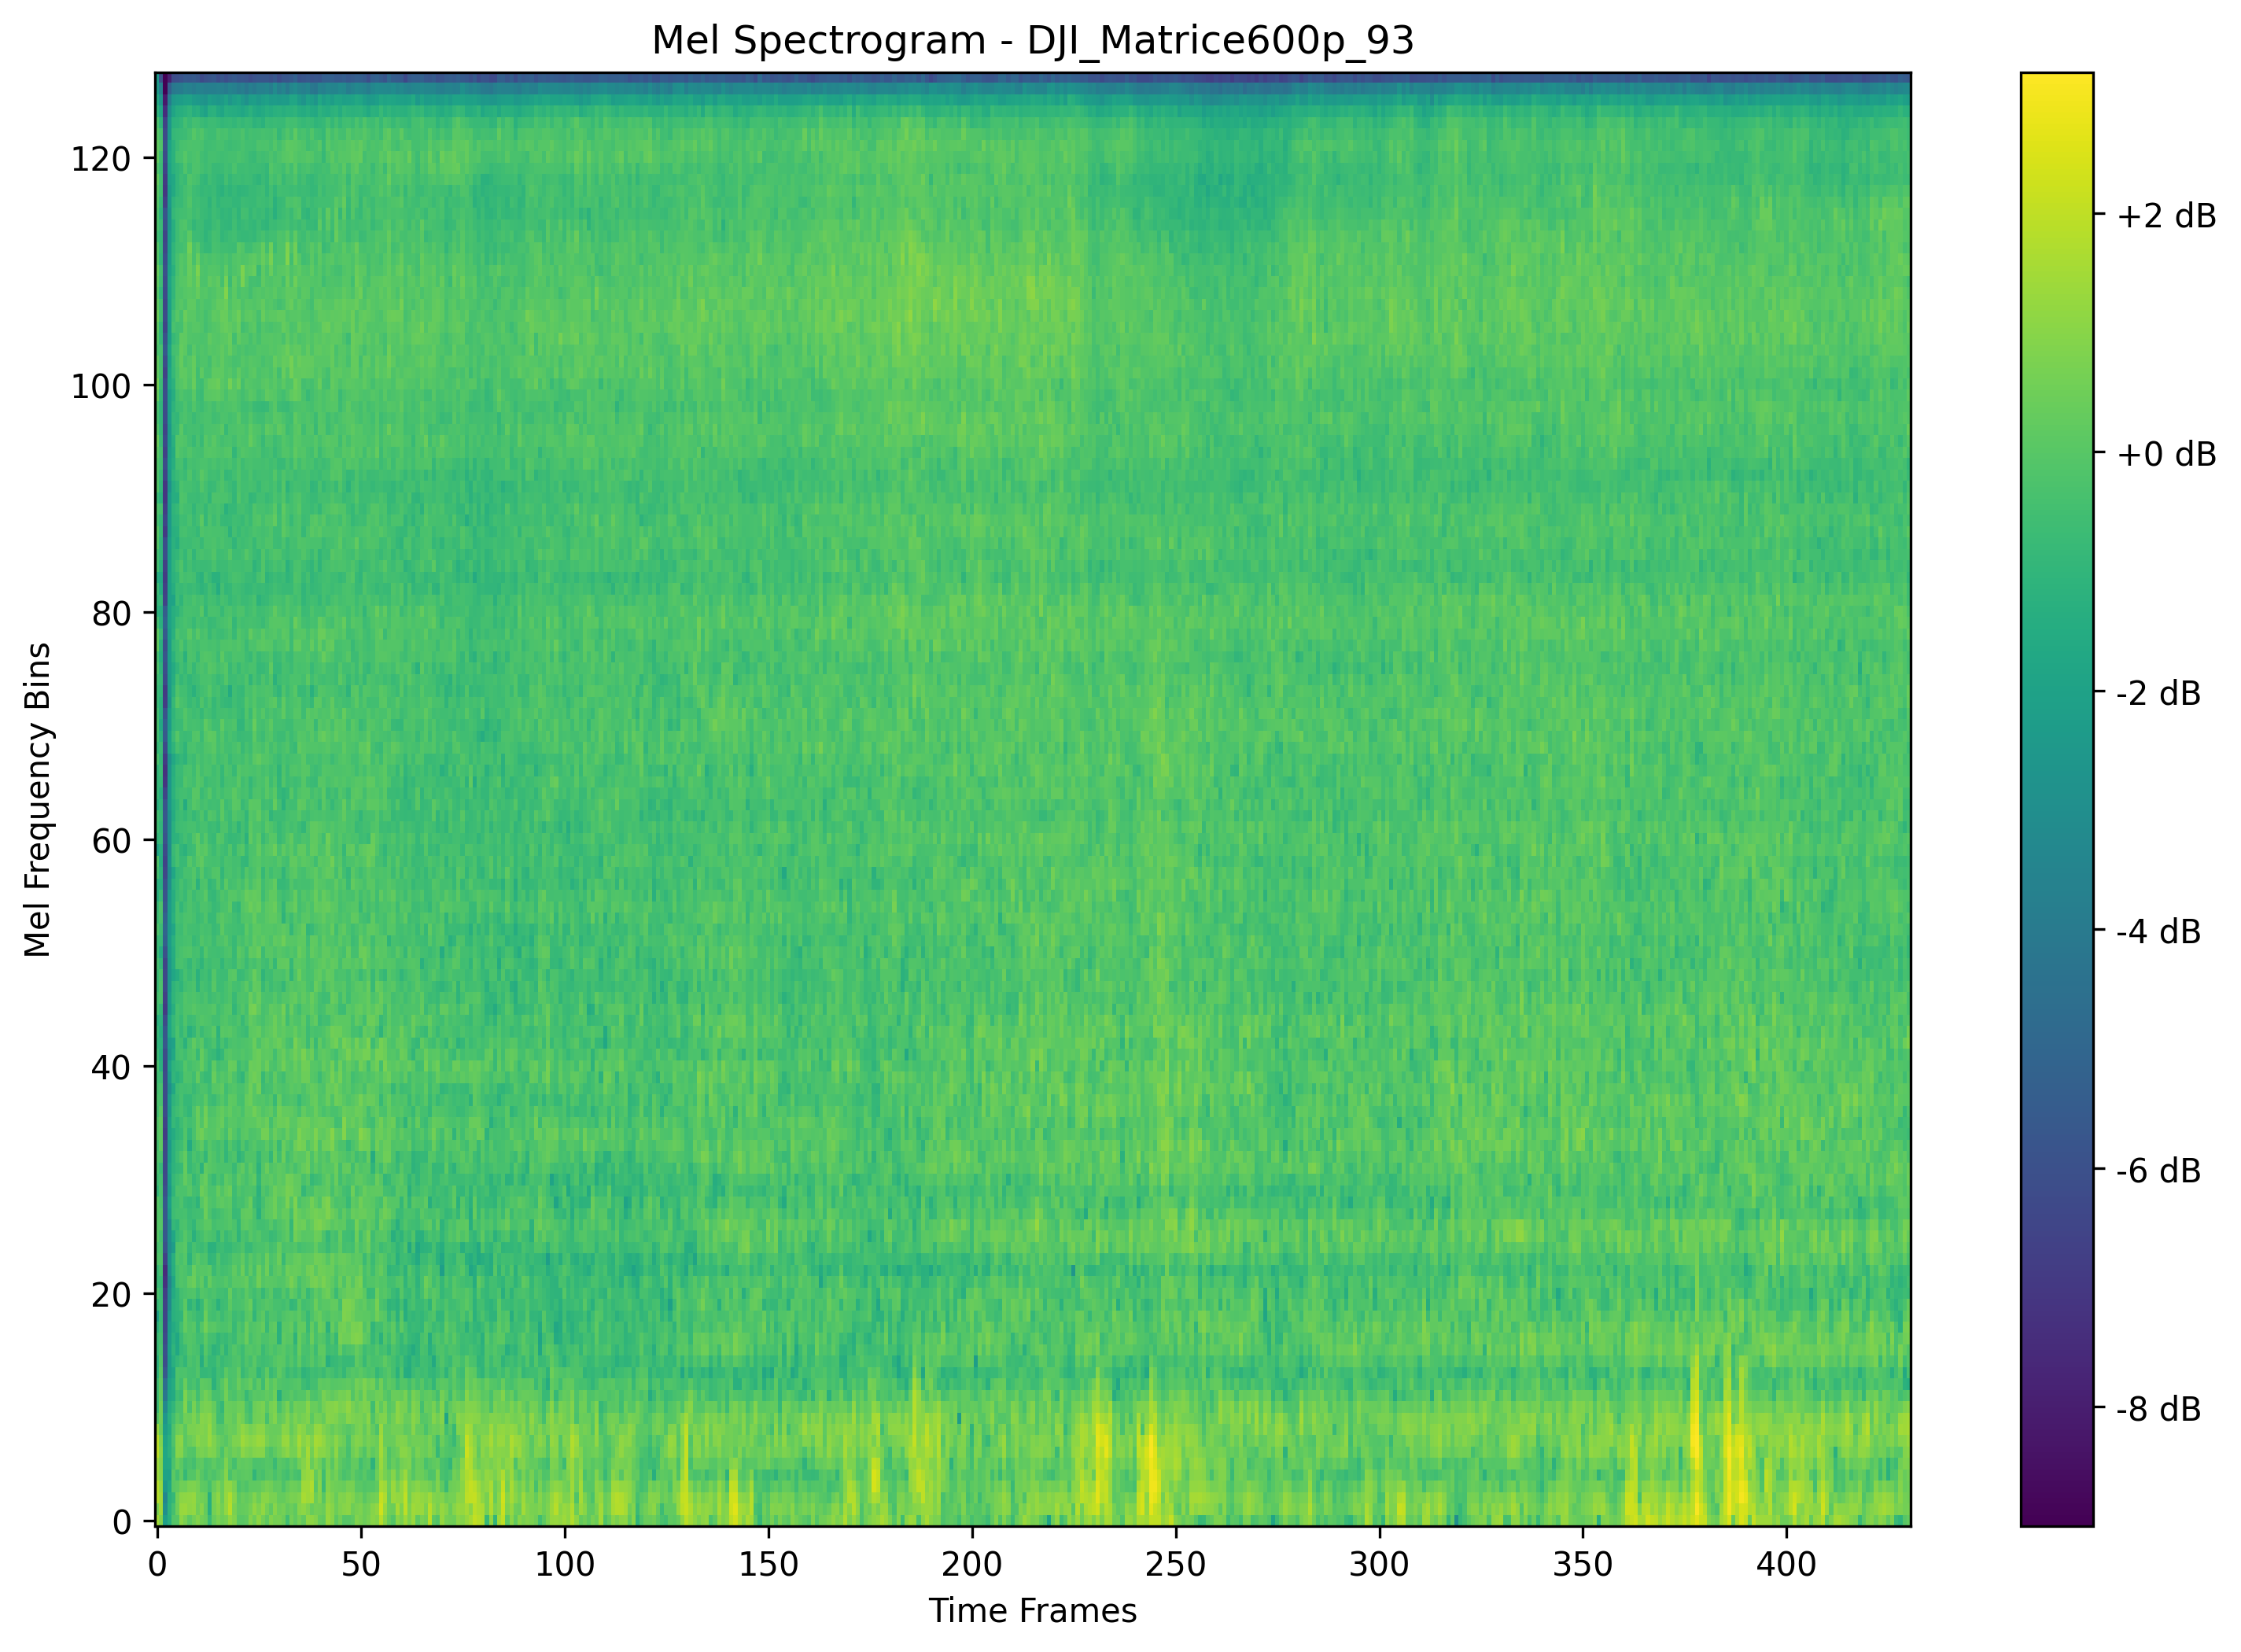 Mel Spectrogram - DJI_Matrice600p_93
Mel Frequency Bins
120
100
80
60
40
20
0
0 50 100 150 200 250 300 350 400
Time Frames
+2 dB
+0 dB
-2 dB
-4 dB
-6 dB
-8 dB